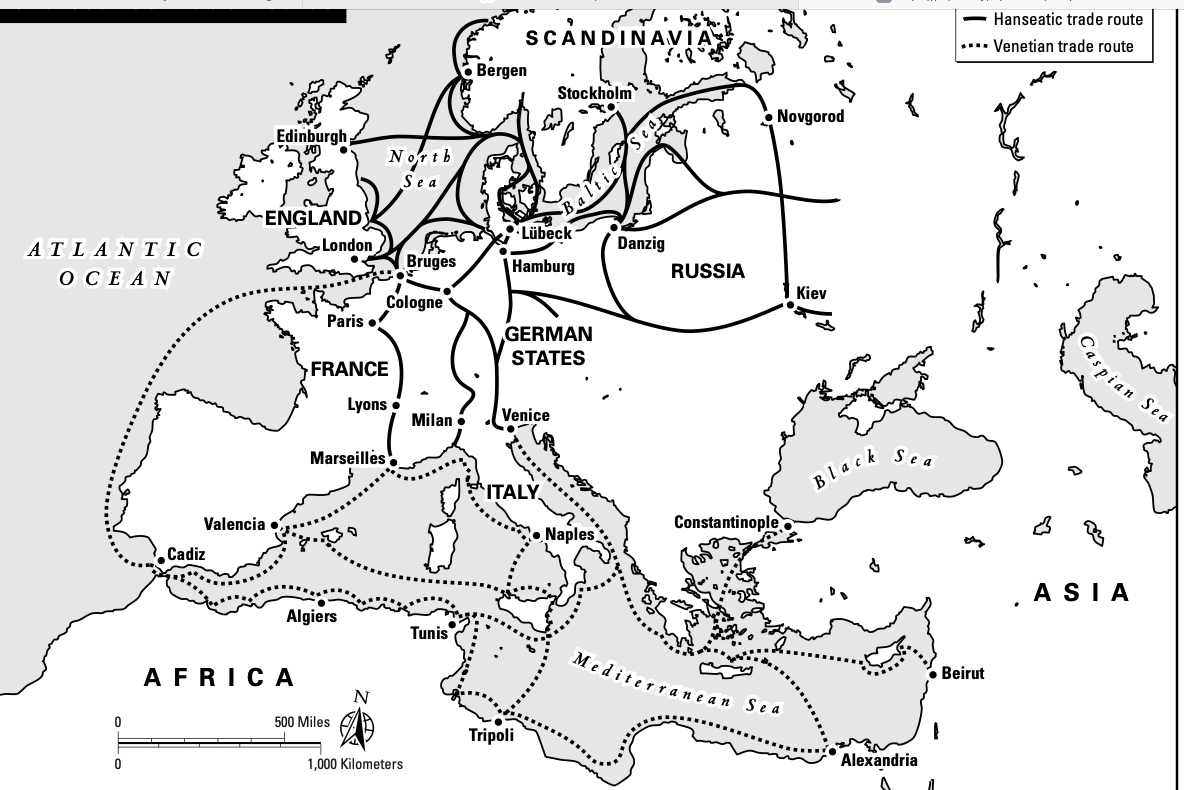 Hanseatic trade route
Venetian trade route
SCANDINAVIA
Bergen
Stockholm
Novgorod
Edinburgh
North
Sea
Baltic Sea
ENGLAND
London
Lübeck
Danzig
ATLANTIC
OCEAN
Bruges
Hamburg
RUSSIA
Cologne
Kiev
Paris
GERMAN
STATES
FRANCE
Caspian Sea
Lyons
Milan
Venice
Marseilles
Black Sea
ITALY
Valencia
Naples
Constantinople
Cadiz
ASIA
Algiers
Tunis
AFRICA
Mediterranean Sea
Beirut
N
0 500 Miles
Tripoli
0 1,000 Kilometers
Alexandria